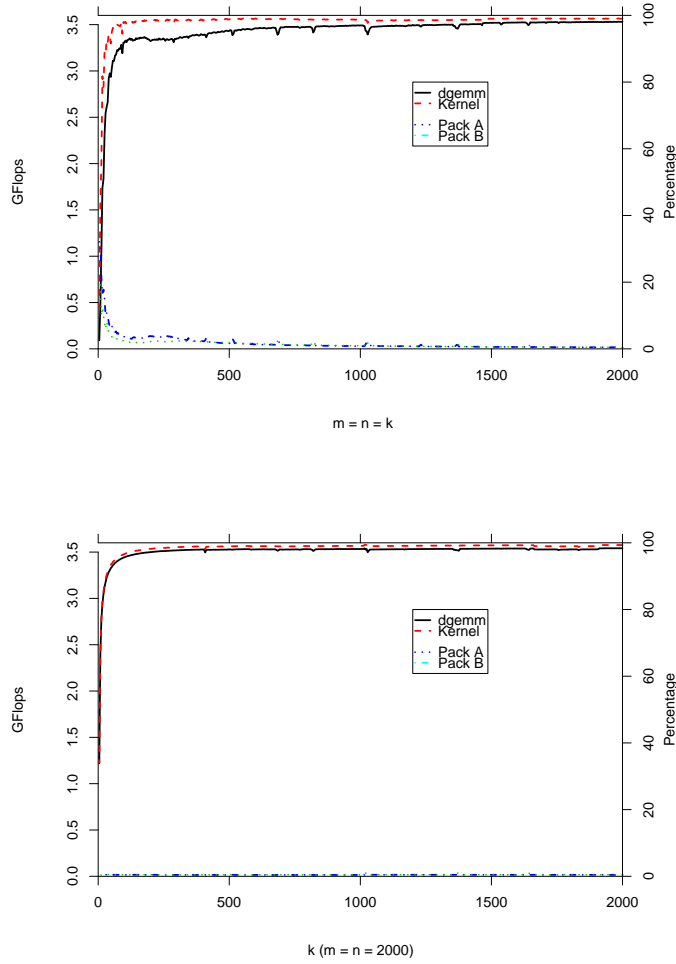 3.5
3.0
2.5
2.0
1.5
1.0
0.5
0.0
GFlops
100
80
60
40
20
0
Percentage
dgemm
Kernel
Pack A
Pack B
0 500 1000 1500 2000
m = n = k
3.5
3.0
2.5
2.0
1.5
1.0
0.5
0.0
GFlops
100
80
60
40
20
0
Percentage
dgemm
Kernel
Pack A
Pack B
0 500 1000 1500 2000
k (m = n = 2000)